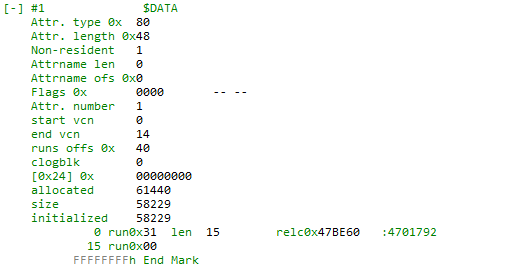 [-] #1 $DATA
Attr. type 0x 80
Attr. length 0x48
Non-resident 1
Attrname len 0
Attrname ofs 0x0
Flags 0x 0000 -- --
Attr. number 1
start vcn 0
end vcn 14
runs offs 0x 40
clogblk 0
[0x24] 0x 00000000
allocated 61440
size 58229
initialized 58229
0 run0x31 len 15 relc0x47BE60 :4701792
15 run0x00
FFFFFFFFh End Mark